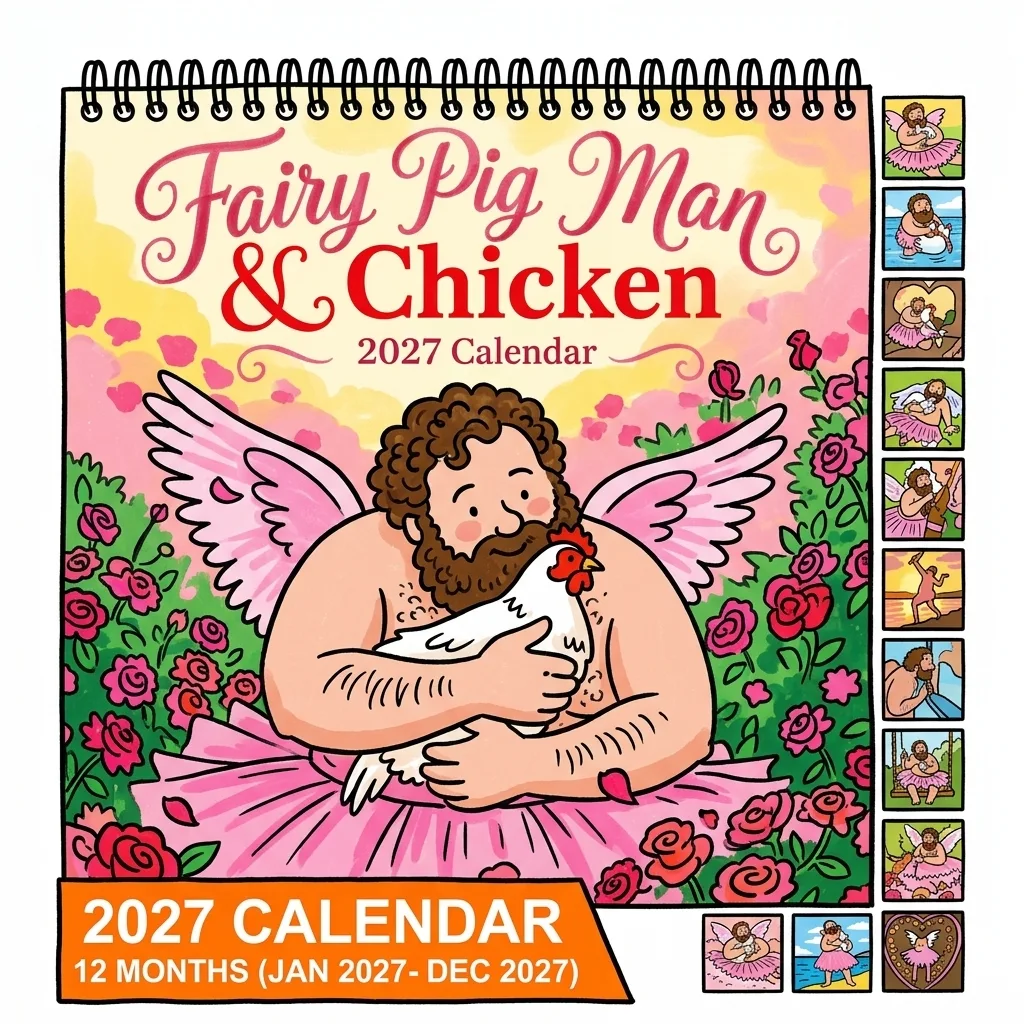 Fairy Pig Man
& Chicken
2027 Calendar
2027 CALENDAR
12 MONTHS (JAN 2027- DEC 2027)